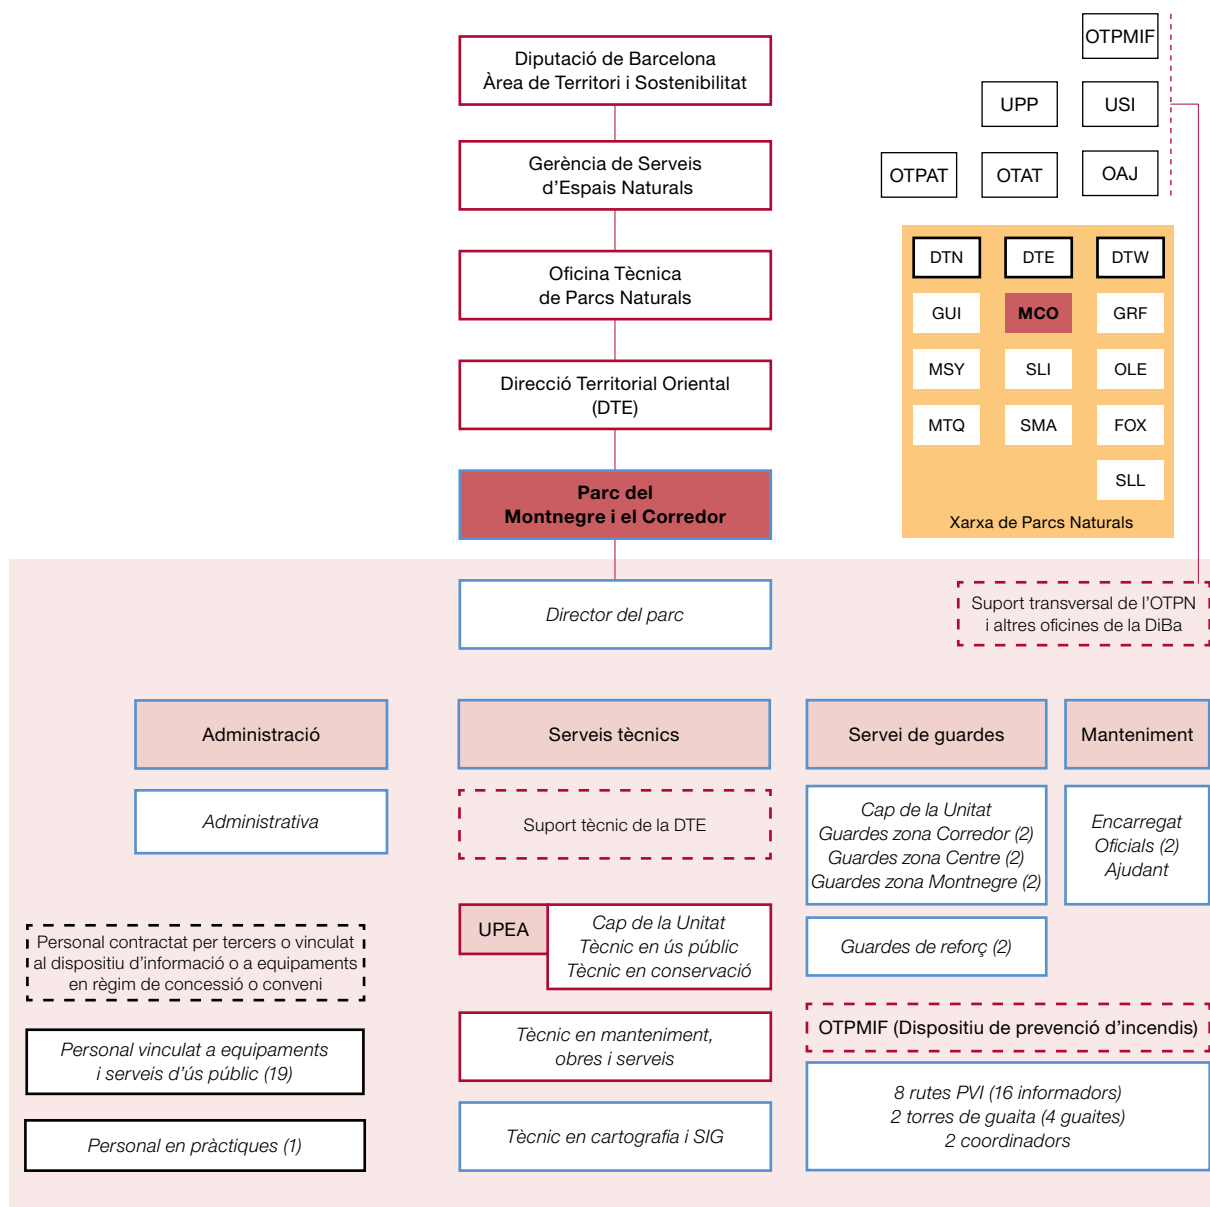 Diputació de Barcelona
Àrea de Territori i Sostenibilitat
Gerència de Serveis
d’Espais Naturals
Oficina Tècnica
de Parcs Naturals
Direcció Territorial Oriental
(DTE)
Parc del
Montnegre i el Corredor
OTPMIF
UPP
USI
OTPAT
OTAT
OAJ
DTN
DTE
DTW
GUI
MCO
GRF
MSY
SLI
OLE
MTQ
SMA
FOX
SLL
Xarxa de Parcs Naturals
Director del parc
Suport transversal de l’OTPN
i altres oficines de la DiBa
Administració
Serveis tècnics
Servei de guardes
Manteniment
Administrativa
Suport tècnic de la DTE
Cap de la Unitat
Guardes zona Corredor (2)
Guardes zona Centre (2)
Guardes zona Montnegre (2)
Encarregat
Oficials (2)
Ajudant
Personal contractat per tercers o vinculat
al dispositiu d’informació o a equipaments
en règim de concessió o conveni
UPEA
Cap de la Unitat
Tècnic en ús públic
Tècnic en conservació
Guardes de reforç (2)
Personal vinculat a equipaments
i serveis d’ús públic (19)
Tècnic en manteniment,
obres i serveis
OTPMIF (Dispositiu de prevenció d’incendis)
Personal en pràctiques (1)
Tècnic en cartografia i SIG
8 rutes PVI (16 informadors)
2 torres de guaita (4 guaites)
2 coordinadors